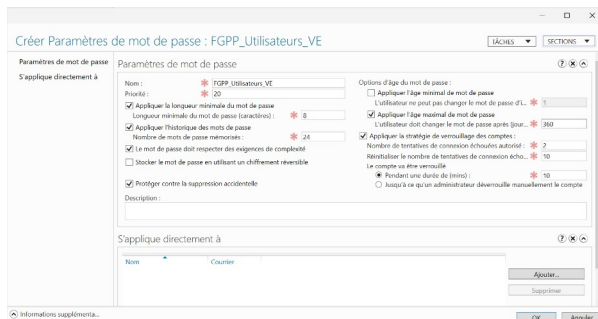 Créer Paramètres de mot de passe : FGPP_Utilisateurs_VE
TÂCHES
SECTIONS
Paramètres de mot de passe
S'applique directement à
Paramètres de mot de passe
Nom :
FGPP_Utilisateurs_VE
Priorité :
20
Appliquer la longueur minimale du mot de passe
Longueur minimale du mot de passe (caractères) :
8
Appliquer l'historique des mots de passe
Nombre de mots de passe mémorisés :
24
Le mot de passe doit respecter des exigences de complexité
Stocker le mot de passe en utilisant un chiffrement réversible
Protéger contre la suppression accidentelle
Options d'âge du mot de passe :
Appliquer l'âge minimal de mot de passe
L'utilisateur ne peut pas changer le mot de passe d'i...
1
Appliquer l'âge maximal de mot de passe
L'utilisateur doit changer le mot de passe après (jour...
360
Appliquer la stratégie de verrouillage des comptes :
Nombre de tentatives de connexion échouées autorisé :
2
Réinitialiser le nombre de tentatives de connexion écho...
10
Le compte va être verrouillé
Pendant une durée de (mins) :
10
Jusqu'à ce qu'un administrateur déverrouille manuellement le compte
Description :
S'applique directement à
Nom
Courrier
Ajouter...
Supprimer
Informations supplémenta...
OK
Annuler